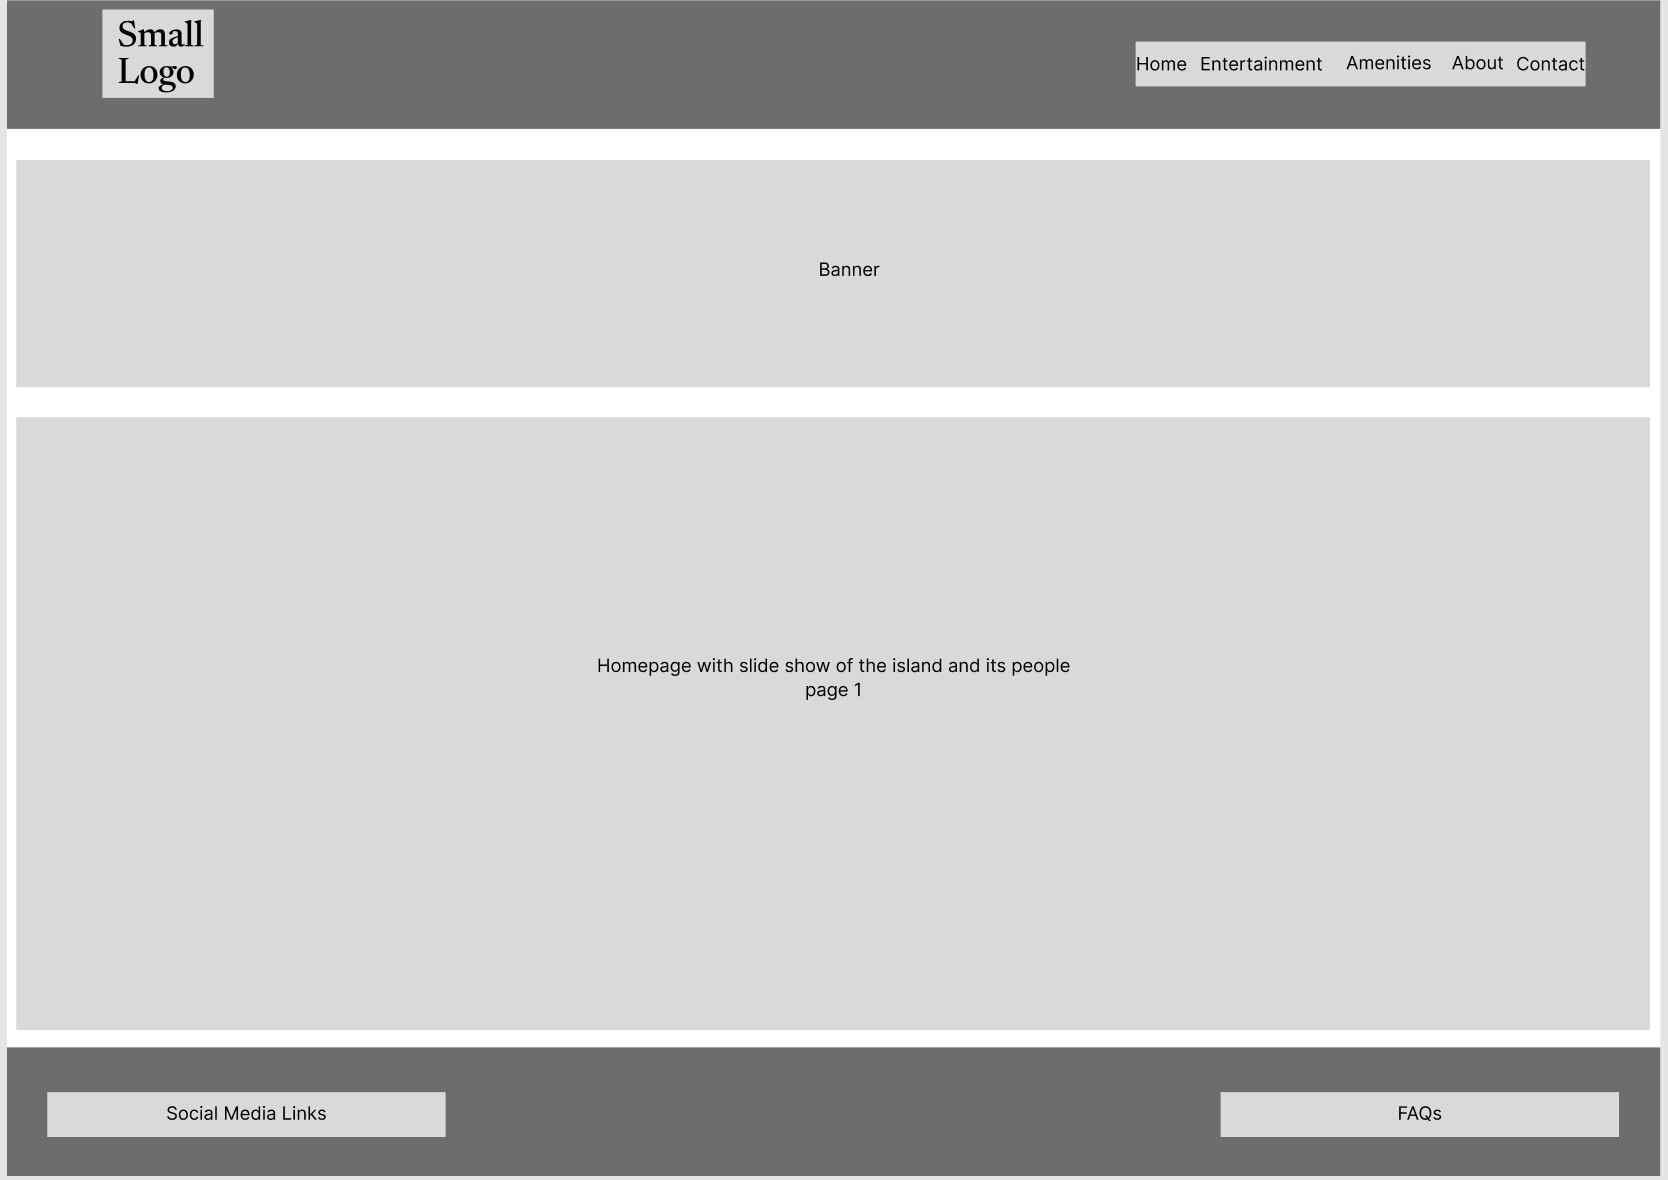 Small
Logo
Home Entertainment Amenities About Contact
Banner
Homepage with slide show of the island and its people
page 1
Social Media Links
FAQs